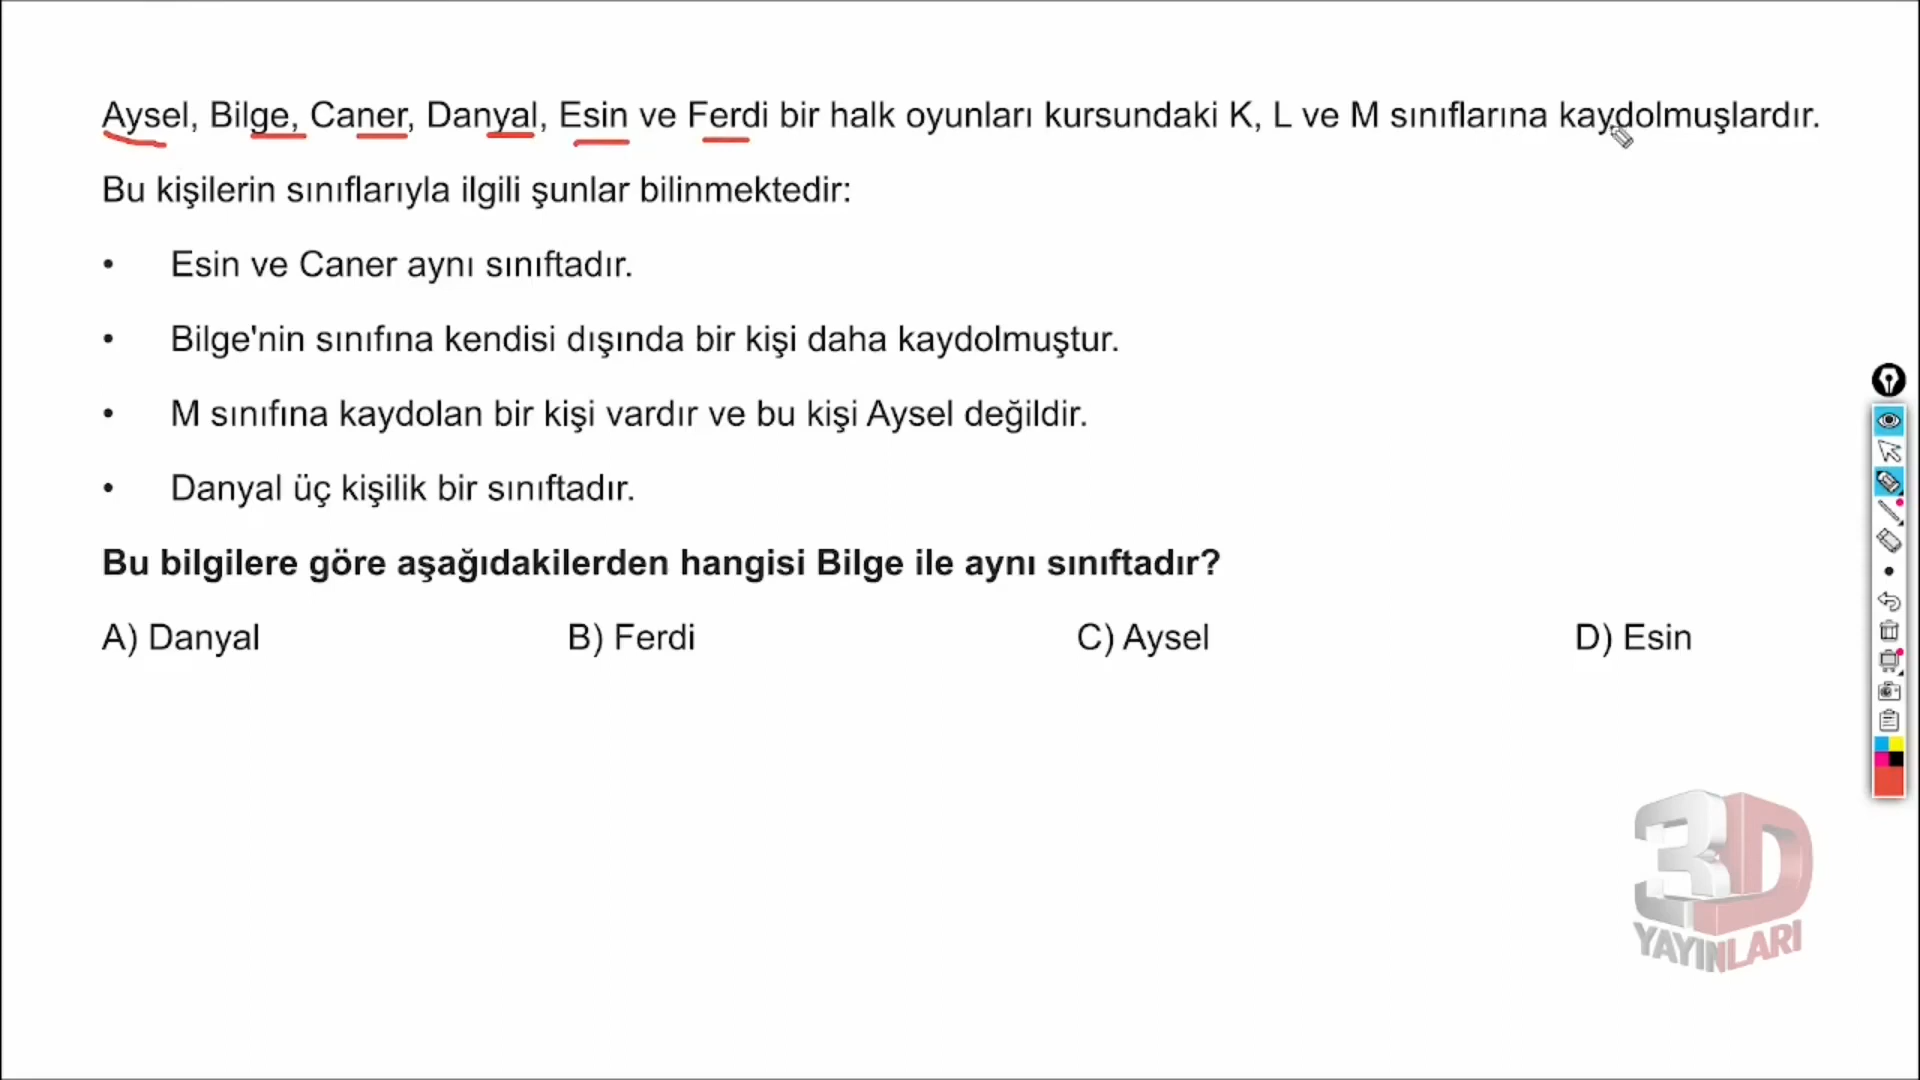 Aysel, Bilge, Caner, Danyal, Esin ve Ferdi bir halk oyunları kursundaki K, L ve M sınıflarına kaydolmuşlardır.
Bu kişilerin sınıflarıyla ilgili şunlar bilinmektedir:
• Esin ve Caner aynı sınıftadır.
• Bilge'nin sınıfına kendisi dışında bir kişi daha kaydolmuştur.
• M sınıfına kaydolan bir kişi vardır ve bu kişi Aysel değildir.
• Danyal üç kişilik bir sınıftadır.
Bu bilgilere göre aşağıdakilerden hangisi Bilge ile aynı sınıftadır?
A) Danyal B) Ferdi C) Aysel D) Esin
3D
YAYINLARI